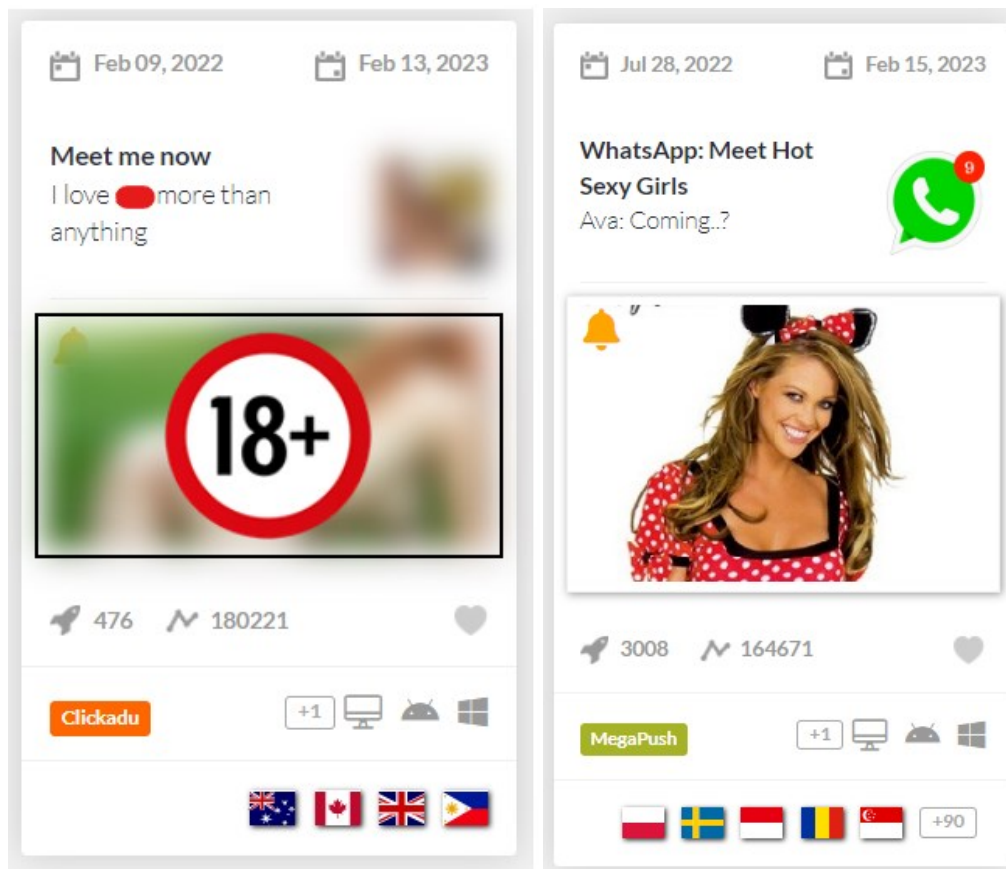 Feb 09, 2022
Feb 13, 2023
Meet me now
I love more than
anything
18+
476
180221
Clickadu
+1
Jul 28, 2022
Feb 15, 2023
WhatsApp: Meet Hot
Sexy Girls
Ava: Coming..?
9
3008
164671
MegaPush
+1
+90